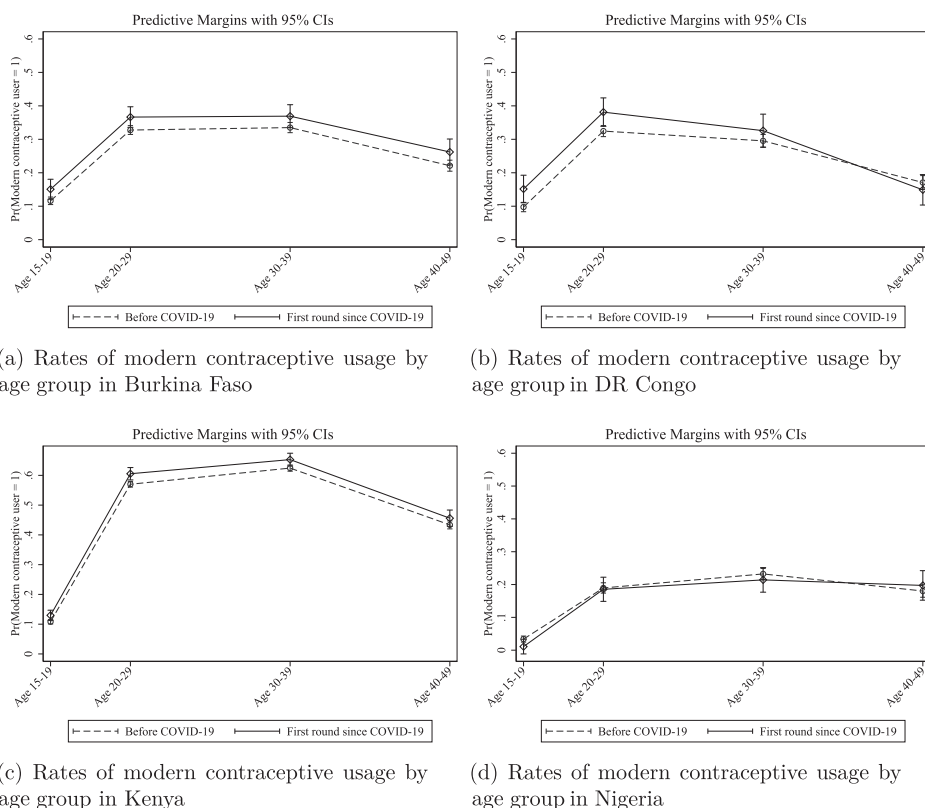 Predictive Margins with 95% CIs
Pr(Modern contraceptive user = 1)
0 .1 .2 .3 .4 .5 .6
Age 15-19 Age 20-29 Age 30-39 Age 40-49
Before COVID-19 First round since COVID-19
(a) Rates of modern contraceptive usage by
age group in Burkina Faso
Predictive Margins with 95% CIs
Pr(Modern contraceptive user = 1)
0 .1 .2 .3 .4 .5 .6
Age 15-19 Age 20-29 Age 30-39 Age 40-49
Before COVID-19 First round since COVID-19
(b) Rates of modern contraceptive usage by
age group in DR Congo
Predictive Margins with 95% CIs
Pr(Modern contraceptive user = 1)
0 .1 .2 .3 .4 .5 .6
Age 15-19 Age 20-29 Age 30-39 Age 40-49
Before COVID-19 First round since COVID-19
(c) Rates of modern contraceptive usage by
age group in Kenya
Predictive Margins with 95% CIs
Pr(Modern contraceptive user = 1)
0 .1 .2 .3 .4 .5 .6
Age 15-19 Age 20-29 Age 30-39 Age 40-49
Before COVID-19 First round since COVID-19
(d) Rates of modern contraceptive usage by
age group in Nigeria